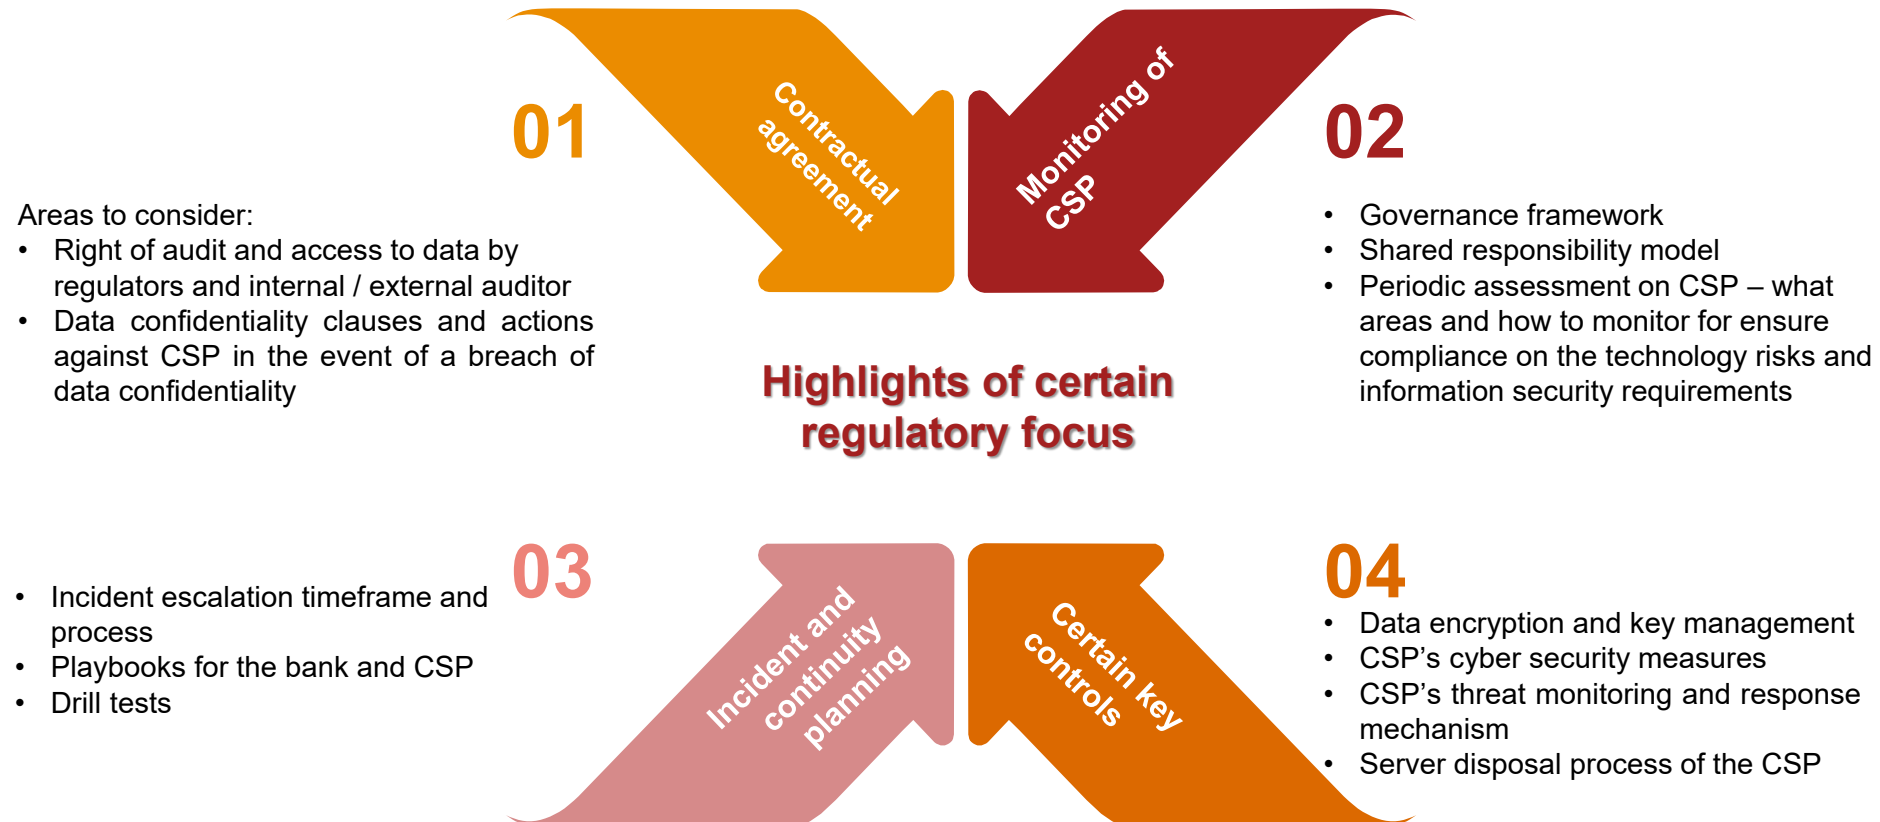 01
Contractual
agreement
Areas to consider:
• Right of audit and access to data by
regulators and internal / external auditor
• Data confidentiality clauses and actions
against CSP in the event of a breach of
data confidentiality
Monitoring of
CSP
02
• Governance framework
• Shared responsibility model
• Periodic assessment on CSP – what
areas and how to monitor for ensure
compliance on the technology risks and
information security requirements
Highlights of certain
regulatory focus
03
• Incident escalation timeframe and
process
• Playbooks for the bank and CSP
• Drill tests
Incident and
continuity
planning
Certain key
controls
04
• Data encryption and key management
• CSP’s cyber security measures
• CSP’s threat monitoring and response
mechanism
• Server disposal process of the CSP